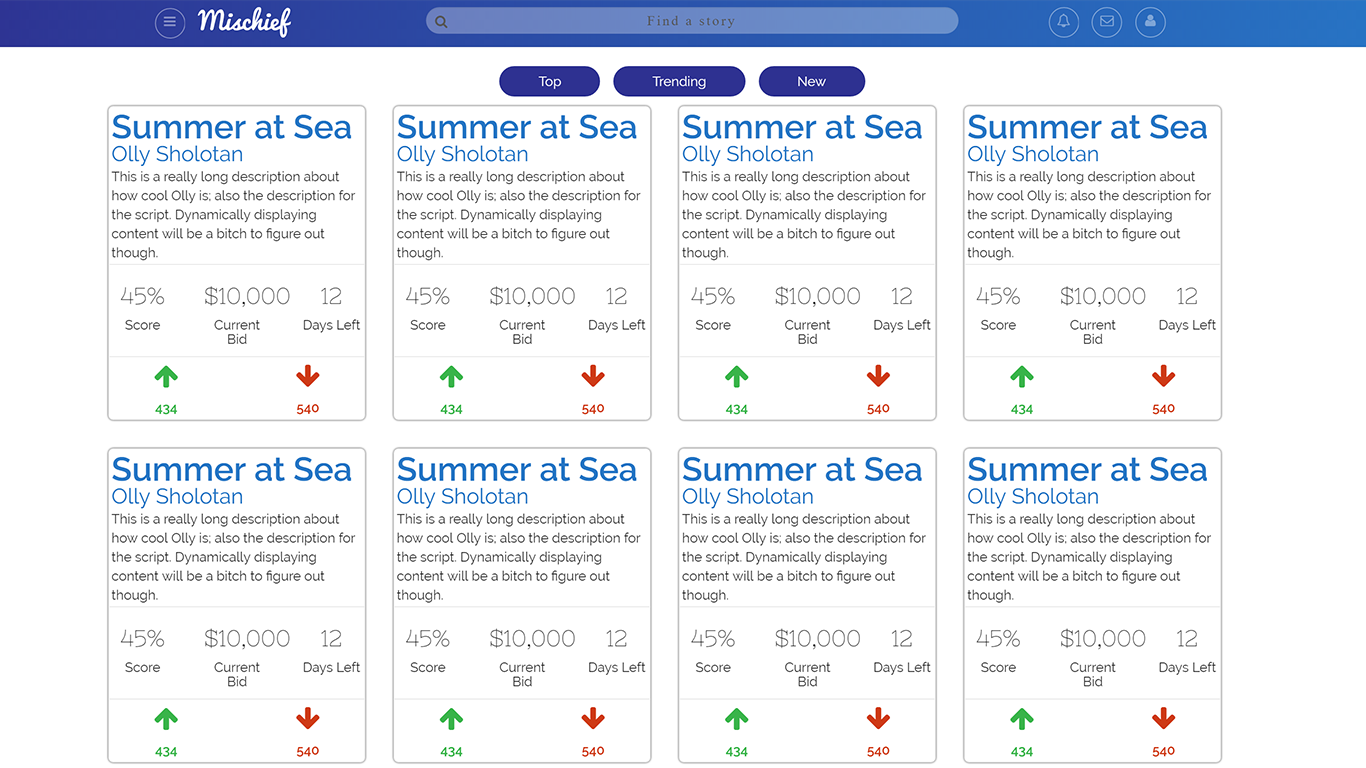 Mischief
Find a story
Top Trending New
Summer at Sea Summer at Sea Summer at Sea Summer at Sea
Olly Sholotan Olly Sholotan Olly Sholotan Olly Sholotan
This is a really long description about This is a really long description about This is a really long description about This is a really long description about
how cool Olly is; also the description for how cool Olly is; also the description for how cool Olly is; also the description for how cool Olly is; also the description for
the script. Dynamically displaying the script. Dynamically displaying the script. Dynamically displaying the script. Dynamically displaying
content will be a bitch to figure out content will be a bitch to figure out content will be a bitch to figure out content will be a bitch to figure out
though. though. though. though.
45% $10,000 12 45% $10,000 12 45% $10,000 12 45% $10,000 12
Score Current Days Left Score Current Days Left Score Current Days Left Score Current Days Left
Bid Bid Bid Bid
434 540 434 540 434 540 434 540
Summer at Sea Summer at Sea Summer at Sea Summer at Sea
Olly Sholotan Olly Sholotan Olly Sholotan Olly Sholotan
This is a really long description about This is a really long description about This is a really long description about This is a really long description about
how cool Olly is; also the description for how cool Olly is; also the description for how cool Olly is; also the description for how cool Olly is; also the description for
the script. Dynamically displaying the script. Dynamically displaying the script. Dynamically displaying the script. Dynamically displaying
content will be a bitch to figure out content will be a bitch to figure out content will be a bitch to figure out content will be a bitch to figure out
though. though. though. though.
45% $10,000 12 45% $10,000 12 45% $10,000 12 45% $10,000 12
Score Current Days Left Score Current Days Left Score Current Days Left Score Current Days Left
Bid Bid Bid Bid
434 540 434 540 434 540 434 540